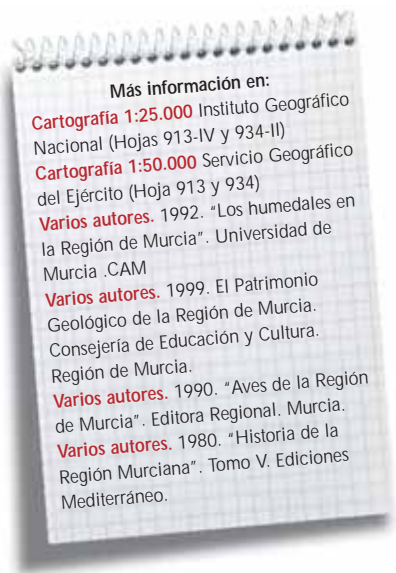 Más información en:
Cartografía 1:25.000 Instituto Geográfico
Nacional (Hojas 913-IV y 934-II)
Cartografía 1:50.000 Servicio Geográfico
del Ejército (Hoja 913 y 934)
Varios autores. 1992. "Los humedales en
la Región de Murcia". Universidad de
Murcia .CAM
Varios autores. 1999. El Patrimonio
Geológico de la Región de Murcia.
Consejería de Educación y Cultura.
Región de Murcia.
Varios autores. 1990. "Aves de la Región
de Murcia". Editora Regional. Murcia.
Varios autores. 1980. "Historia de la
Región Murciana". Tomo V. Ediciones
Mediterráneo.